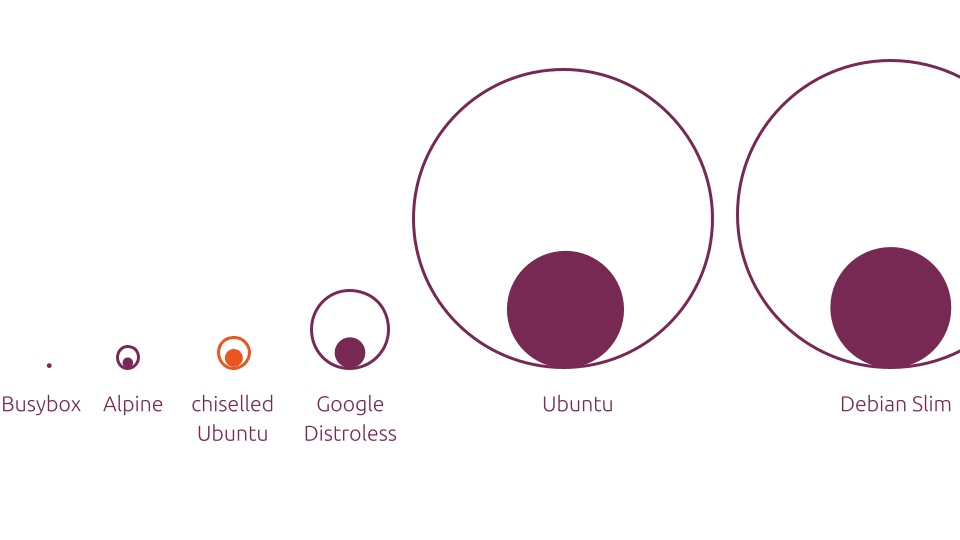 Busybox
Alpine
chiselled
Ubuntu
Google
Distroless
Ubuntu
Debian Slim